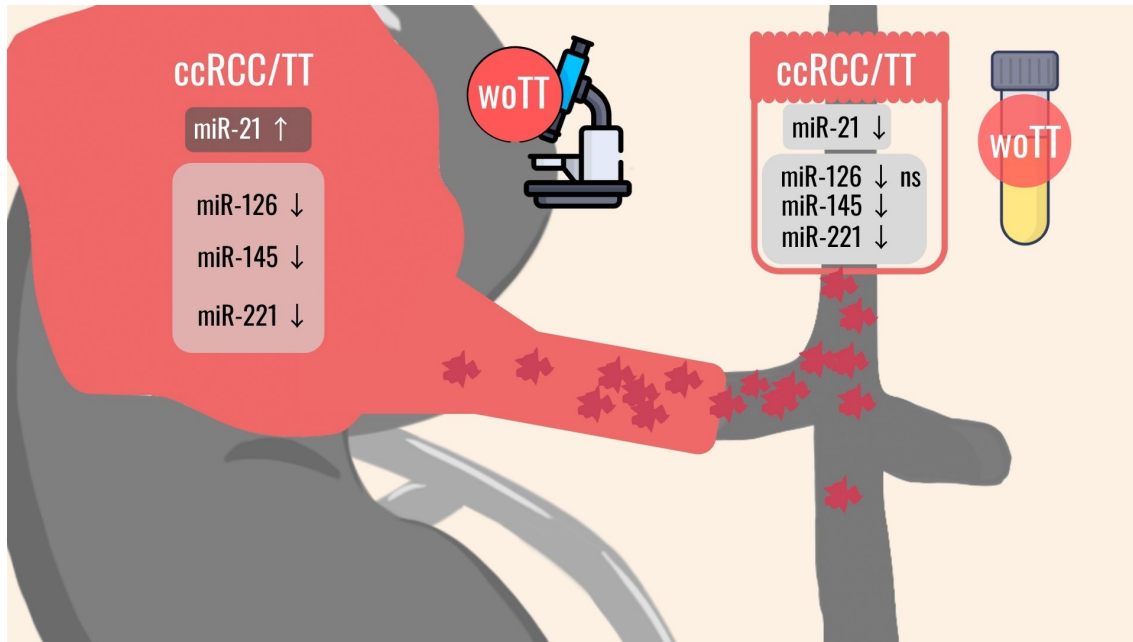 ccRCC/TT
miR-21 ↑
miR-126 ↓
miR-145 ↓
miR-221 ↓
woTT
ccRCC/TT
miR-21 ↓
miR-126 ↓ ns
miR-145 ↓
miR-221 ↓
woTT